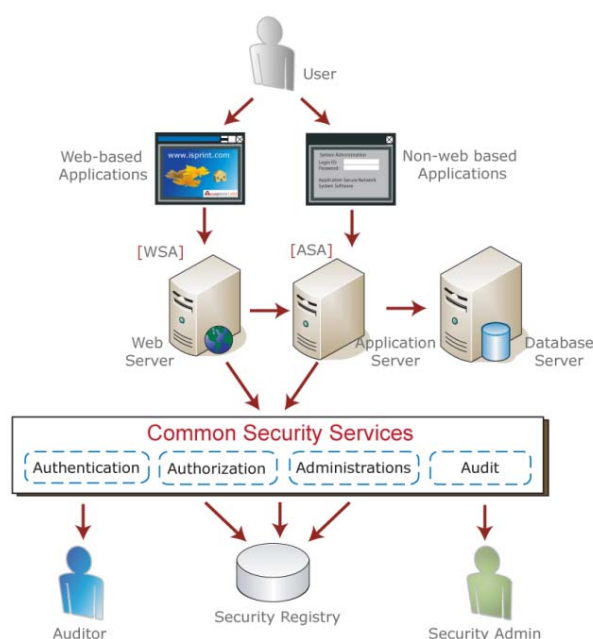 User
Web-based
Applications
www.isprint.com
System Administration
Login ID
Password
Application Secure Network
System Software
Non-web based
Applications
[WSA]
[ASA]
Web
Server
Application
Server
Database
Server
Common Security Services
Authentication
Authorization
Administrations
Audit
Auditor
Security Registry
Security Admin